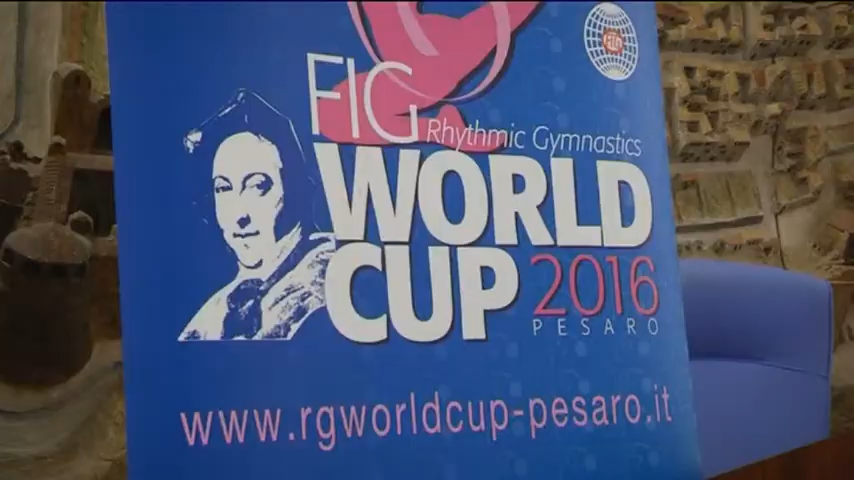 FIG
Rhythmic Gymnastics
WORLD
CUP 2016
PESARO
www.rgworldcup-pesaro.it